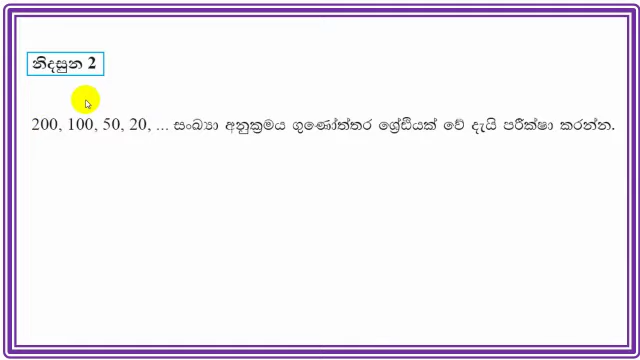 නිදසුන 2
200, 100, 50, 20, ... සංඛ්‍යා අනුක්‍රමය ගුණෝත්තර ශ්‍රේඪියක් වේ දැයි පරීක්ෂා කරන්න.